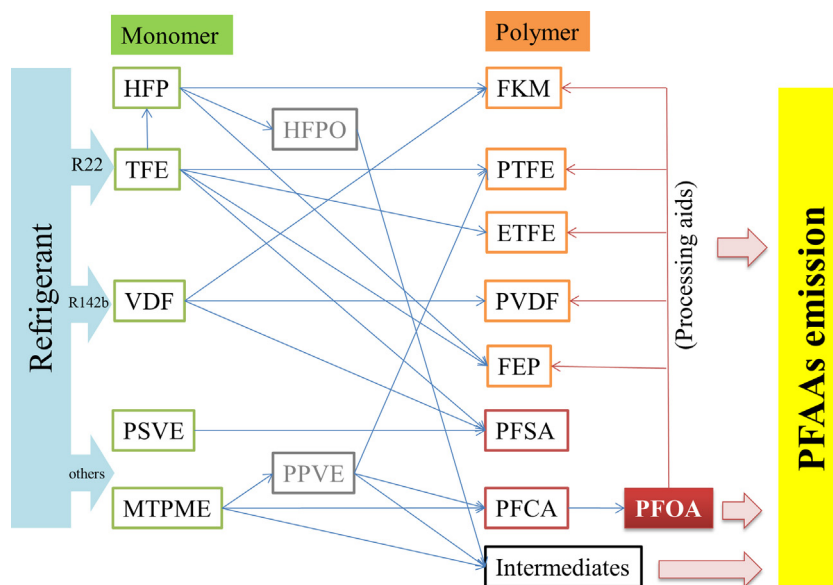 Monomer
Polymer
Refrigerant
R22
R142b
others
HFP
TFE
VDF
PSVE
MTPME
HFPO
PPVE
FKM
PTFE
ETFE
PVDF
FEP
PFSA
PFCA
Intermediates
(Processing aids)
PFOA
PFAAs emission